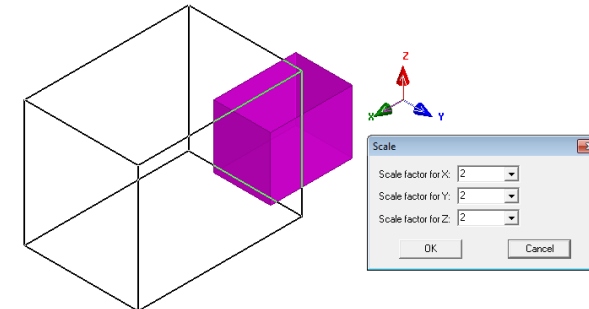 Z
X
Y
Scale
Scale factor for X: 2
Scale factor for Y: 2
Scale factor for Z: 2
OK Cancel